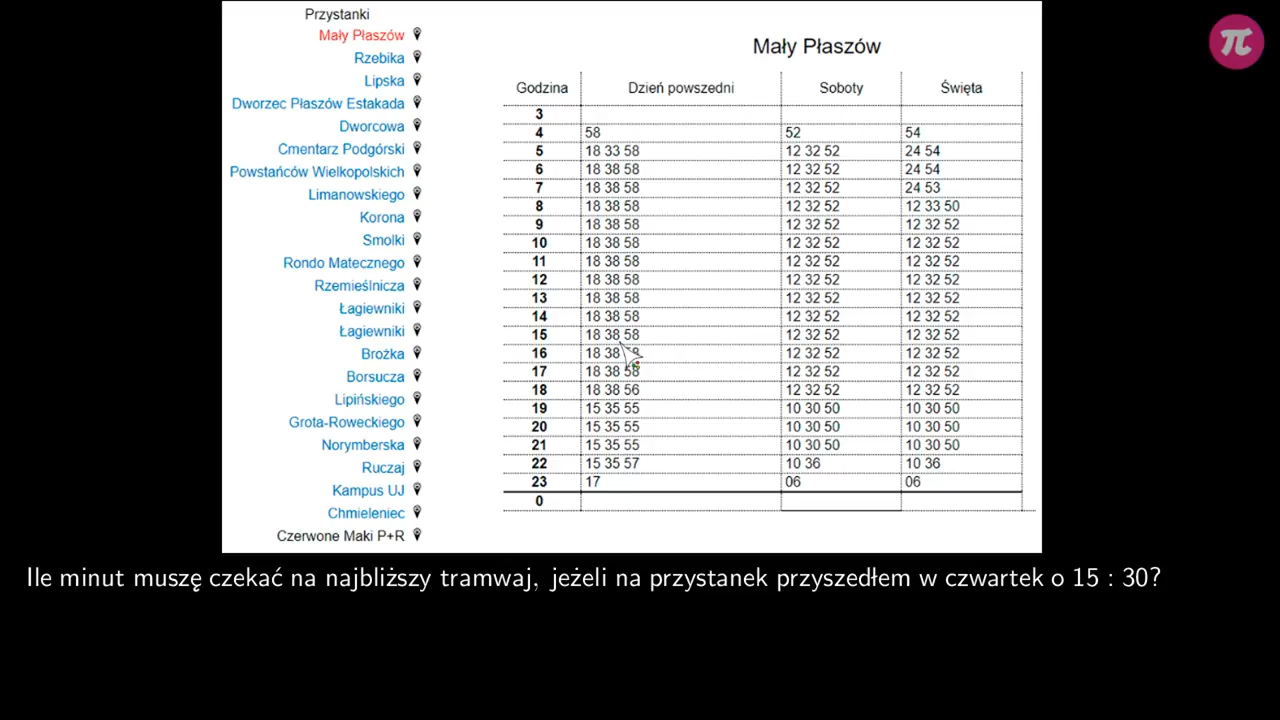 Przystanki
Mały Płaszów
Rzebika
Lipska
Dworzec Płaszów Estakada
Dworcowa
Cmentarz Podgórski
Powstańców Wielkopolskich
Limanowskiego
Korona
Smolki
Rondo Matecznego
Rzemieślnicza
Łagiewniki
Łagiewniki
Brożka
Borsucza
Lipińskiego
Grota-Roweckiego
Norymberska
Ruczaj
Kampus UJ
Chmieleniec
Czerwone Maki P+R
Mały Płaszów
Godzina Dzień powszedni Soboty Święta
3
4 58 52 54
5 18 33 58 12 32 52 24 54
6 18 38 58 12 32 52 24 54
7 18 38 58 12 32 52 24 53
8 18 38 58 12 32 52 12 33 50
9 18 38 58 12 32 52 12 32 52
10 18 38 58 12 32 52 12 32 52
11 18 38 58 12 32 52 12 32 52
12 18 38 58 12 32 52 12 32 52
13 18 38 58 12 32 52 12 32 52
14 18 38 58 12 32 52 12 32 52
15 18 38 58 12 32 52 12 32 52
16 18 38 12 32 52 12 32 52
17 18 38 58 12 32 52 12 32 52
18 18 38 56 12 32 52 12 32 52
19 15 35 55 10 30 50 10 30 50
20 15 35 55 10 30 50 10 30 50
21 15 35 55 10 30 50 10 30 50
22 15 35 57 10 36 10 36
23 17 06 06
0
Ile minut muszę czekać na najbliższy tramwaj, jeżeli na przystanek przyszedłem w czwartek o 15 : 30?
π